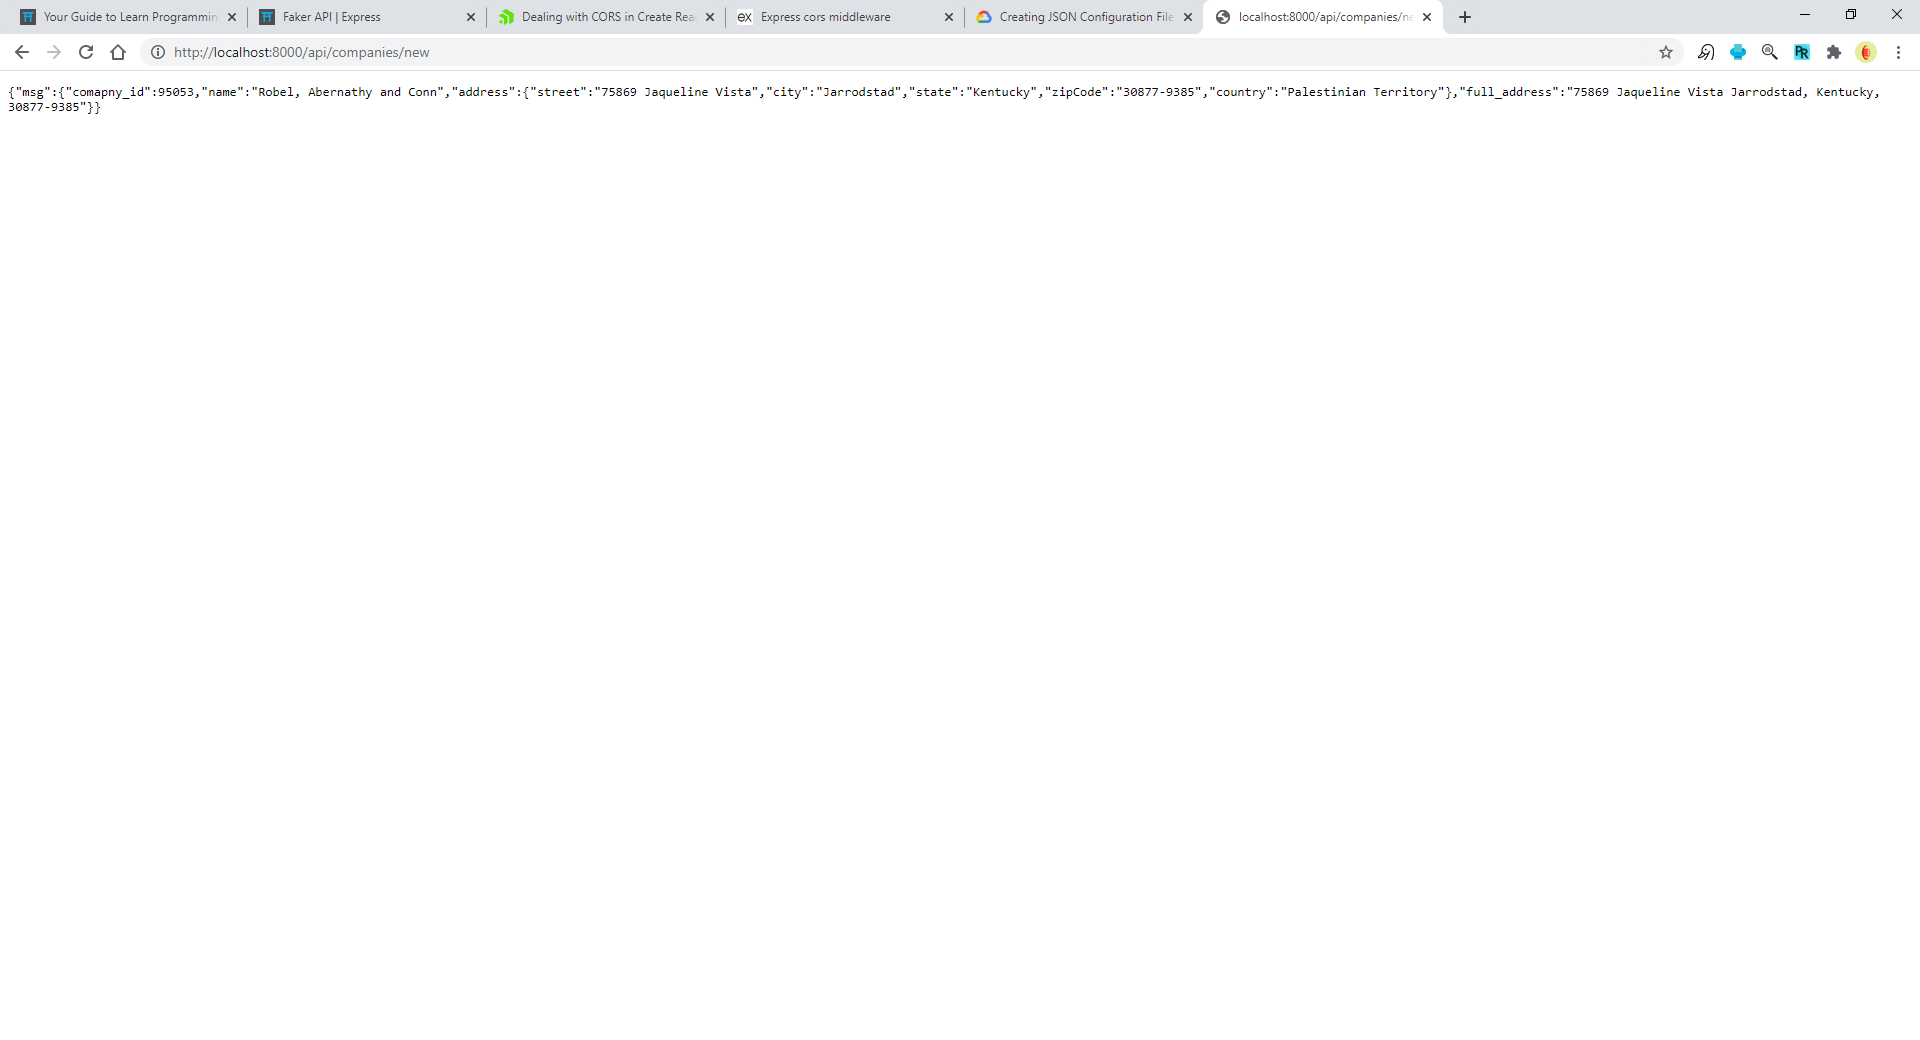 Your Guide to Learn Programmin
Faker API | Express
Dealing with CORS in Create Rea
ex Express cors middleware
Creating JSON Configuration File
localhost:8000/api/companies/ne
http://localhost:8000/api/companies/new
PR
{"msg":{"comapny_id":95053,"name":"Robel, Abernathy and Conn","address":{"street":"75869 Jaqueline Vista","city":"Jarrodstad","state":"Kentucky","zipCode":"30877-9385","country":"Palestinian Territory"},"full_address":"75869 Jaqueline Vista Jarrodstad, Kentucky,
30877-9385"}}